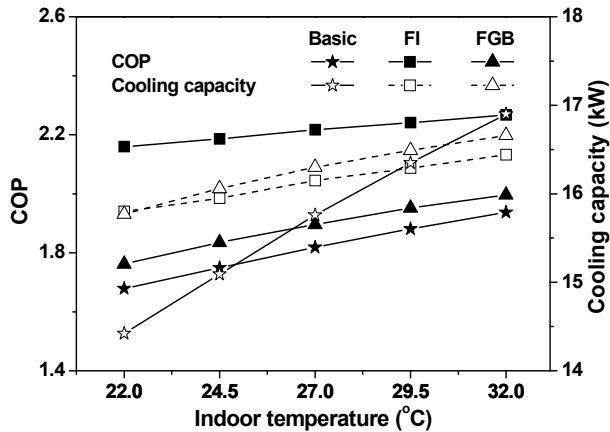 Basic FI FGB
COP
Cooling capacity
2.6
2.2
1.8
1.4
COP
18
17
16
15
14
Cooling capacity (kW)
22.0 24.5 27.0 29.5 32.0
Indoor temperature (°C)